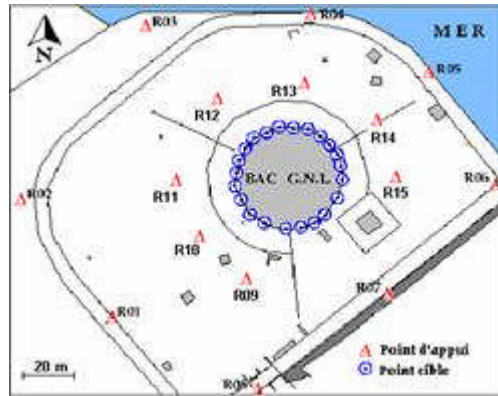 R03
R04
MER
N.
R05
R13
R12
R14
BAC G.N.L.
R06
R11
R15
R02
R18
R09
R07
R01
Point d'appui
Point cible
20 m